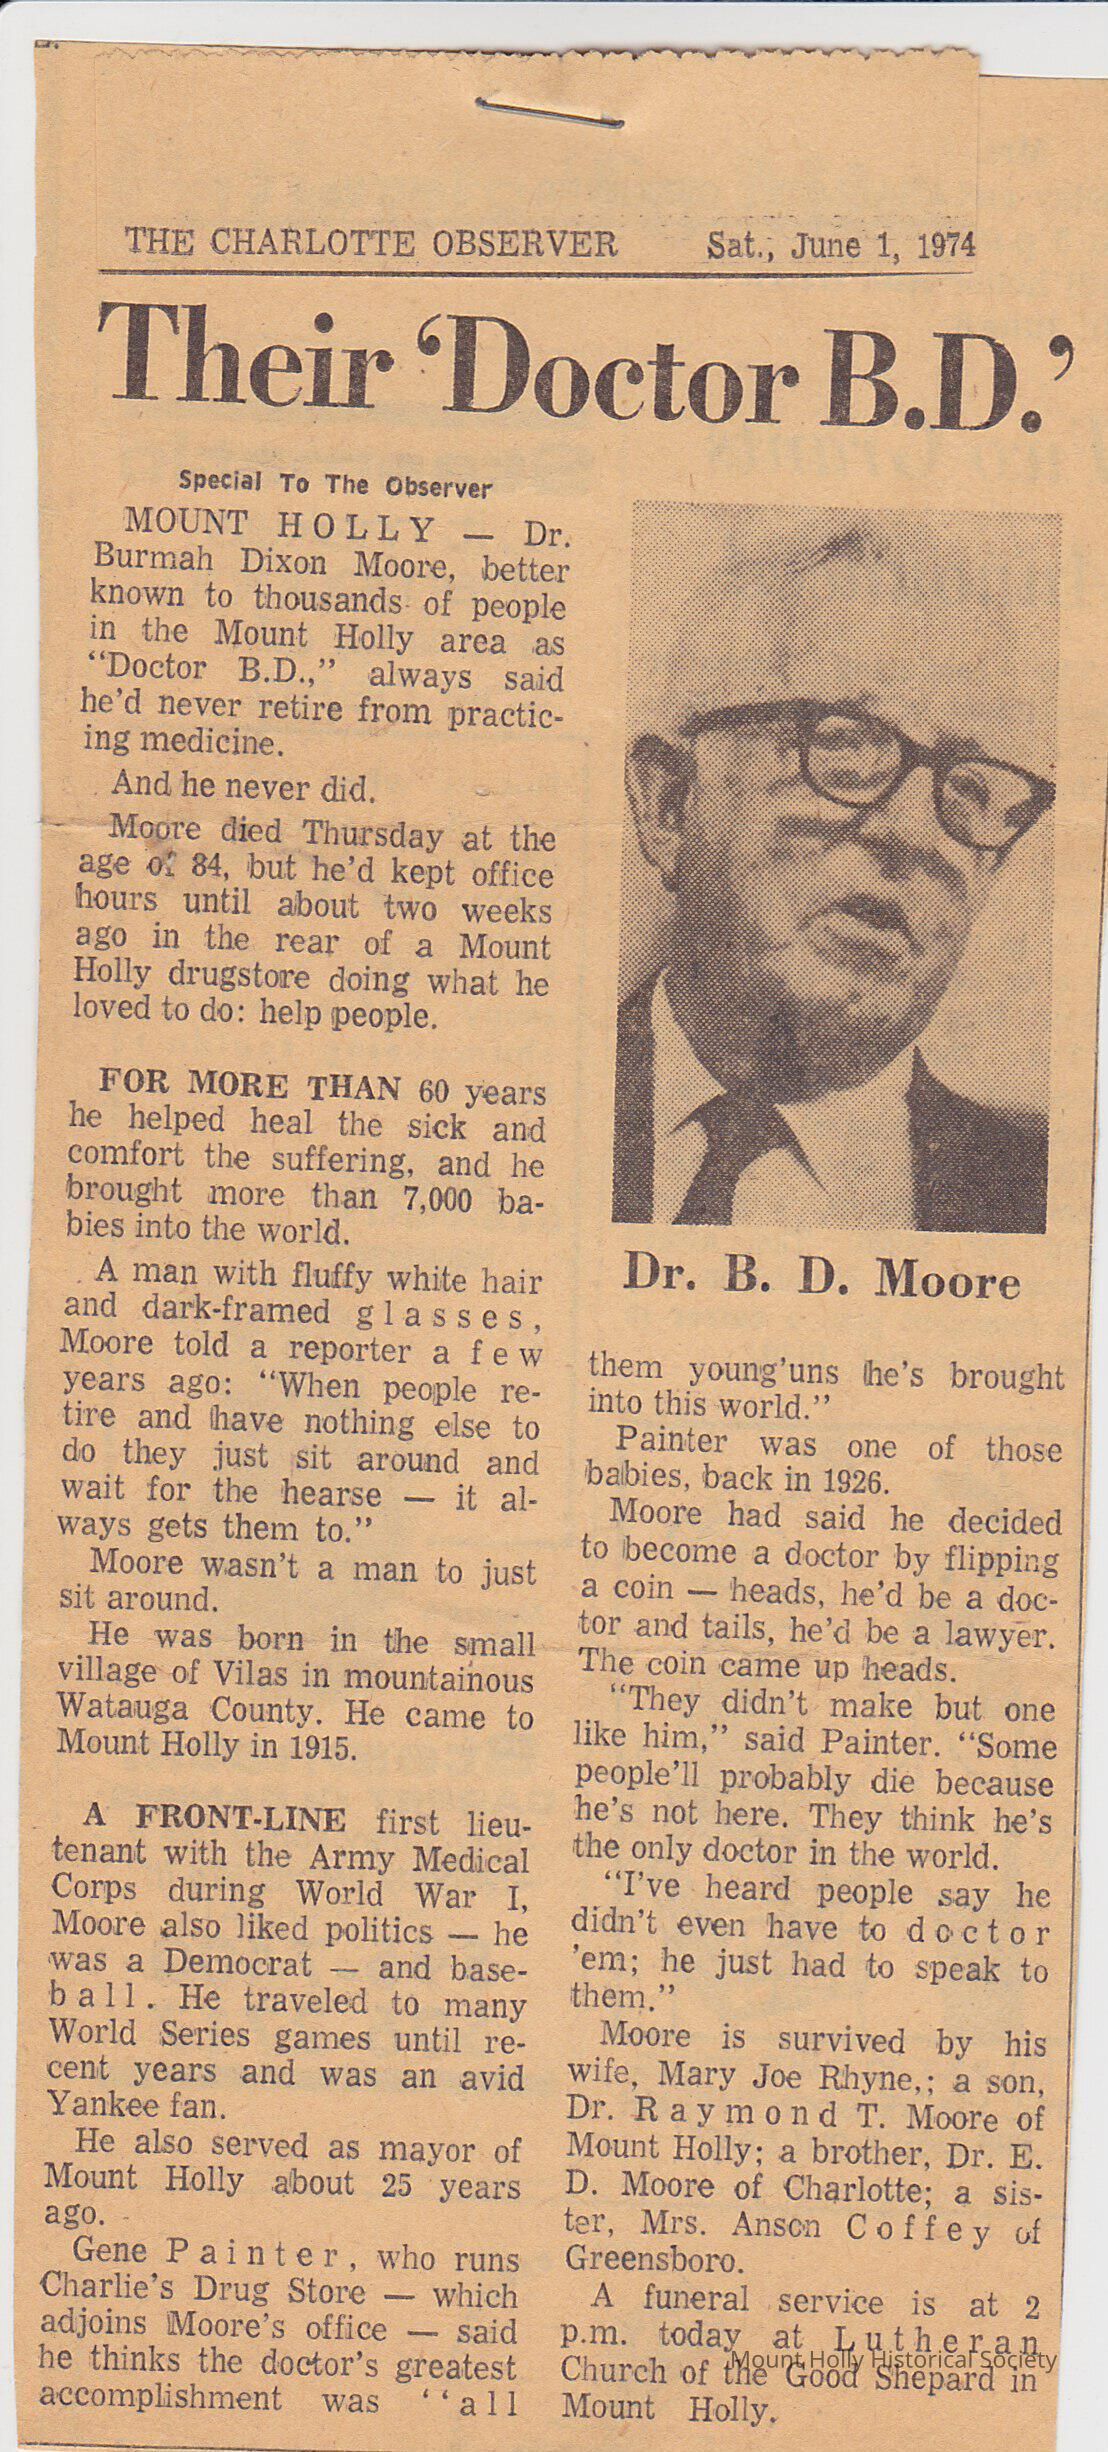 THE CHARLOTTE OBSERVER Sat., June 1, 1974
Their ‘Doctor B.D.’
Special To The Observer
MOUNT HOLLY — Dr.
Burmah Dixon Moore, better
known to thousands of people
in the Mount Holly area as
“Doctor B.D.,” always said
he’d never retire from practic-
ing medicine.
And he never did.
Moore died Thursday at the
age of 84, but he’d kept office
hours until about two weeks
ago in the rear of a Mount
Holly drugstore doing what he
loved to do: help people.
FOR MORE THAN 60 years
he helped heal the sick and
comfort the suffering, and he
brought more than 7,000 ba-
bies into the world.
A man with fluffy white hair
and dark-framed glasses,
Moore told a reporter a few
years ago: “When people re-
tire and have nothing else to
do they just sit around and
wait for the hearse — it al-
ways gets them to.”
Moore wasn’t a man to just
sit around.
He was born in the small
village of Vilas in mountainous
Watauga County. He came to
Mount Holly in 1915.
A FRONT-LINE first lieu-
tenant with the Army Medical
Corps during World War I,
Moore also liked politics — he
was a Democrat — and base-
ball. He traveled to many
World Series games until re-
cent years and was an avid
Yankee fan.
He also served as mayor of
Mount Holly about 25 years
ago.
Gene Painter, who runs
Charlie’s Drug Store — which
adjoins Moore’s office — said
he thinks the doctor’s greatest
accomplishment was “all
Dr. B. D. Moore
them young’uns he’s brought
into this world.”
Painter was one of those
babies, back in 1926.
Moore had said he decided
to become a doctor by flipping
a coin — heads, he’d be a doc-
tor and tails, he’d be a lawyer.
The coin came up heads.
“They didn’t make but one
like him,” said Painter. “Some
people’ll probably die because
he’s not here. They think he’s
the only doctor in the world.
“I’ve heard people say he
didn’t even have to doctor
’em; he just had to speak to
them.”
Moore is survived by his
wife, Mary Joe Rhyne,; a son,
Dr. Raymond T. Moore of
Mount Holly; a brother, Dr. E.
D. Moore of Charlotte; a sis-
ter, Mrs. Anson Coffey of
Greensboro.
A funeral service is at 2
p.m. today at Lutheran
Church of the Good Shepard in
Mount Holly.
Mount Holly Historical Society